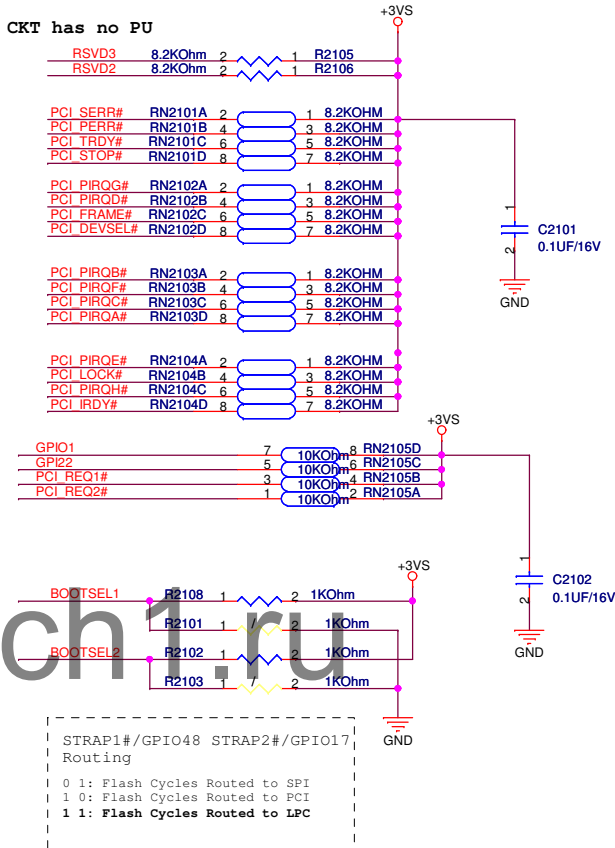 +3VS
CKT has no PU
RSVD3 8.2KOhm 2 1 R2105
RSVD2 8.2KOhm 2 1 R2106
PCI_SERR# RN2101A 2 1 8.2KOHM
PCI_PERR# RN2101B 4 3 8.2KOHM
PCI_TRDY# RN2101C 6 5 8.2KOHM
PCI_STOP# RN2101D 8 7 8.2KOHM
PCI_PIRQG# RN2102A 2 1 8.2KOHM
PCI_PIRQD# RN2102B 4 3 8.2KOHM
PCI_FRAME# RN2102C 6 5 8.2KOHM
PCI_DEVSEL# RN2102D 8 7 8.2KOHM
1
C2101
0.1UF/16V
2
GND
PCI_PIRQB# RN2103A 2 1 8.2KOHM
PCI_PIRQF# RN2103B 4 3 8.2KOHM
PCI_PIRQC# RN2103C 6 5 8.2KOHM
PCI_PIRQA# RN2103D 8 7 8.2KOHM
PCI_PIRQE# RN2104A 2 1 8.2KOHM
PCI_LOCK# RN2104B 4 3 8.2KOHM
PCI_PIRQH# RN2104C 6 5 8.2KOHM
PCI_IRDY# RN2104D 8 7 8.2KOHM
+3VS
GPIO1 7 10KOhm 8 RN2105D
GPI22 5 10KOhm 6 RN2105C
PCI_REQ1# 3 10KOhm 4 RN2105B
PCI_REQ2# 1 10KOhm 2 RN2105A
1
C2102
0.1UF/16V
2
GND
+3VS
BOOTSEL1 R2108 1 2 1KOhm
R2101 1 / 2 1KOhm
BOOTSEL2 R2102 1 2 1KOhm
R2103 1 / 2 1KOhm
ch1.ru
GND
STRAP1#/GPIO48 STRAP2#/GPIO17
Routing
0 1: Flash Cycles Routed to SPI
1 0: Flash Cycles Routed to PCI
1 1: Flash Cycles Routed to LPC